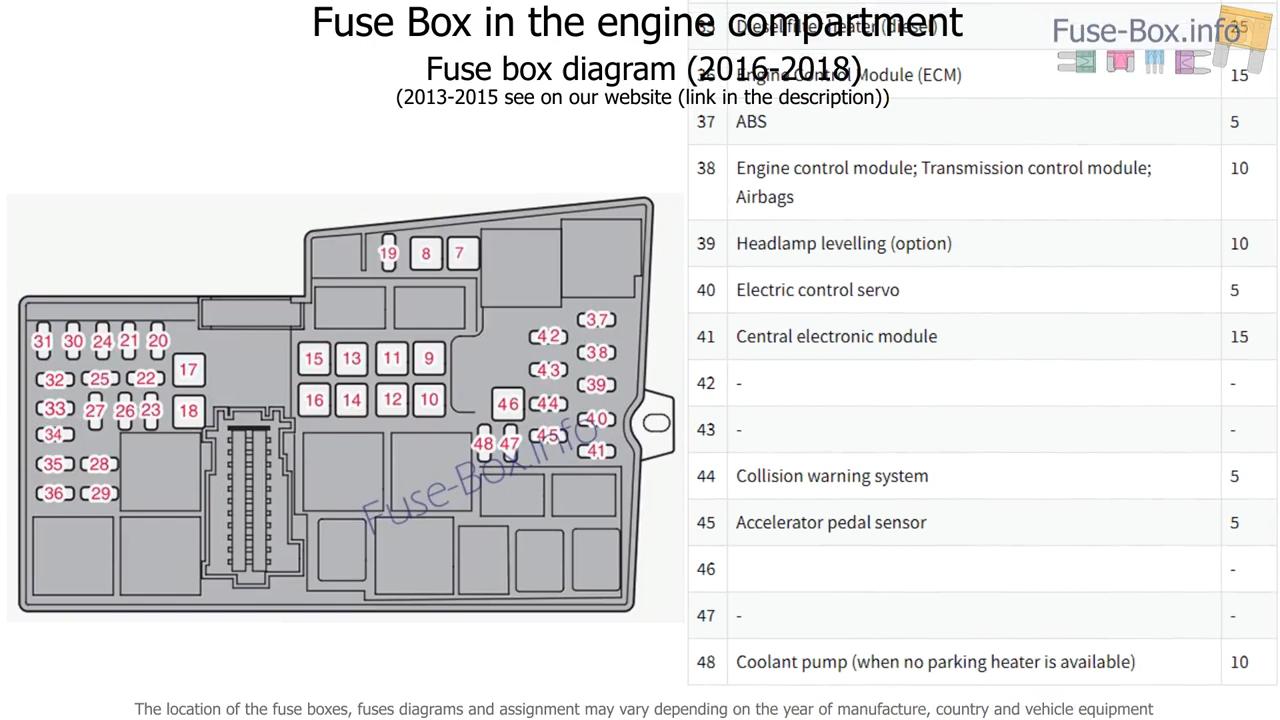 Fuse Box in the engine compartment
Fuse box diagram (2016-2018)
(2013-2015 see on our website (link in the description))
Fuse-Box.info
35 Diesel filter heater (diesel) 25
36 Engine Control Module (ECM) 15
37 ABS 5
38 Engine control module; Transmission control module; 10
Airbags
39 Headlamp levelling (option) 10
40 Electric control servo 5
41 Central electronic module 15
42 - -
43 - -
44 Collision warning system 5
45 Accelerator pedal sensor 5
46 -
47 - -
48 Coolant pump (when no parking heater is available) 10
19 8 7
37
31 30 24 21 20 42
15 13 11 9 38
17 43
32 25 22 39
16 14 12 10 46 44
33 27 26 23 18 40
34 48 47 45 41
35 28
36 29
Fuse-Box.info
The location of the fuse boxes, fuses diagrams and assignment may vary depending on the year of manufacture, country and vehicle equipment